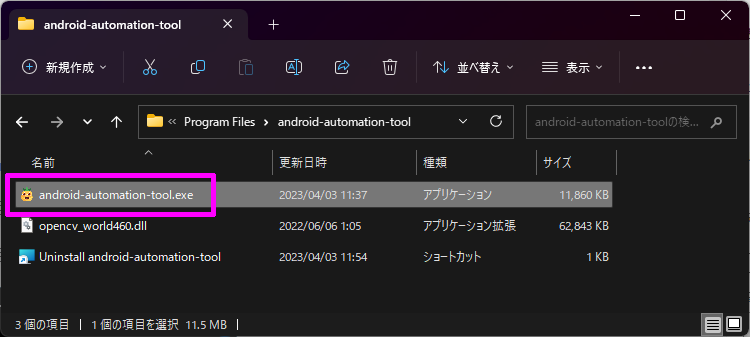 android-automation-tool
新規作成 並べ替え 表示
Program Files android-automation-tool android-automation-toolの検...
名前 更新日時 種類 サイズ
android-automation-tool.exe 2023/04/03 11:37 アプリケーション 11,860 KB
opencv_world460.dll 2022/06/06 1:05 アプリケーション拡張 62,843 KB
Uninstall android-automation-tool 2023/04/03 11:54 ショートカット 1 KB
3 個の項目 1 個の項目を選択 11.5 MB